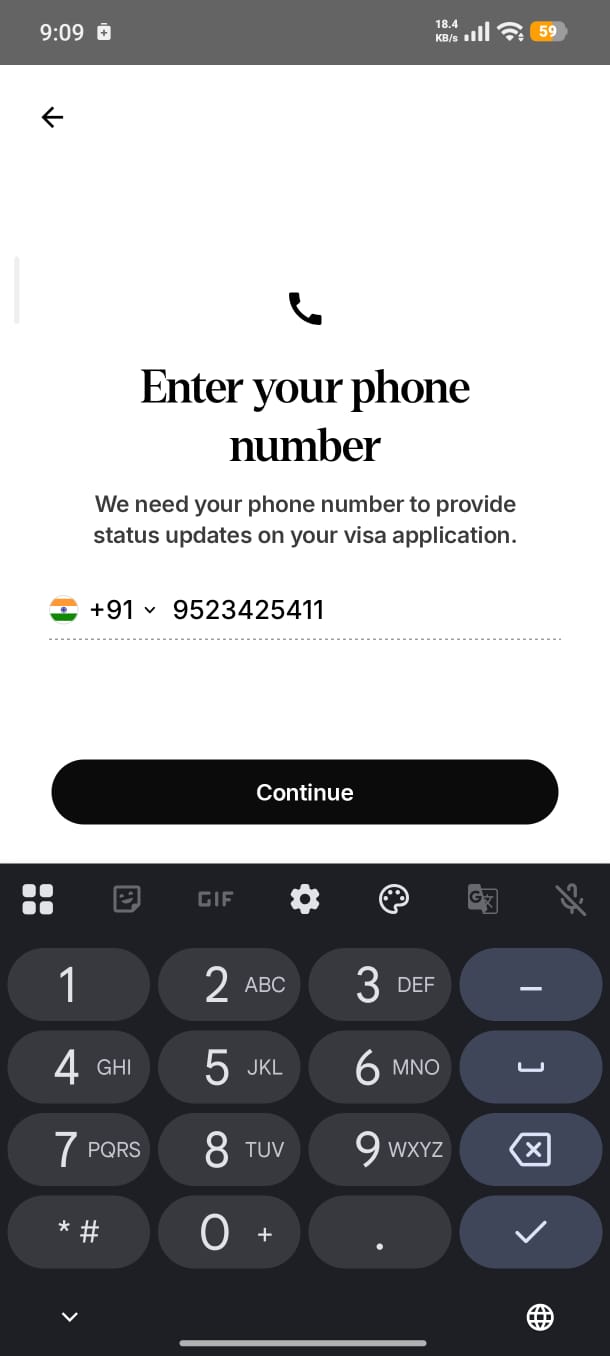 9:09
18.4
KB/s
59
Enter your phone
number
We need your phone number to provide
status updates on your visa application.
+91 9523425411
Continue
GIF
G 文
1 2 ABC 3 DEF –
4 GHI 5 JKL 6 MNO
7 PQRS 8 TUV 9 WXYZ
* # 0 + .